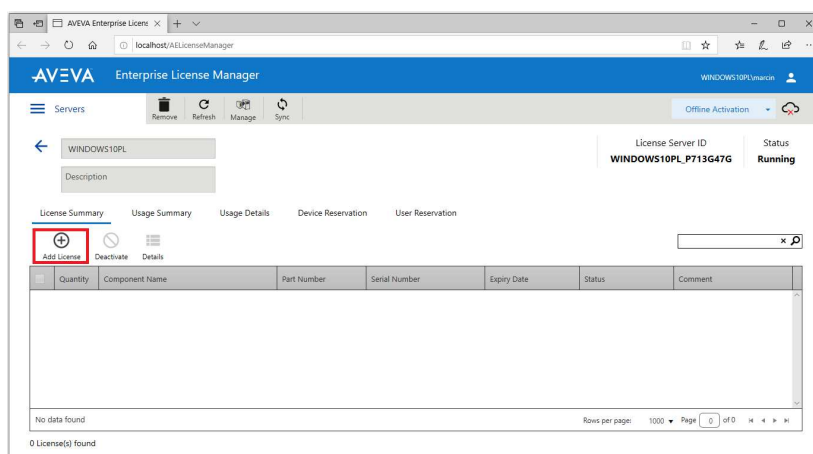 AVEVA Enterprise Licens
localhost/AELicenseManager
AVEVA Enterprise License Manager WINDOWS10PL\marcin
Servers Remove Refresh Manage Sync Offline Activation
WINDOWS10PL License Server ID Status
WINDOWS10PL_P713G47G Running
Description
License Summary Usage Summary Usage Details Device Reservation User Reservation
Add License Deactivate Details
Quantity Component Name Part Number Serial Number Expiry Date Status Comment
No data found Rows per page: 1000 Page 0 of 0
0 License(s) found